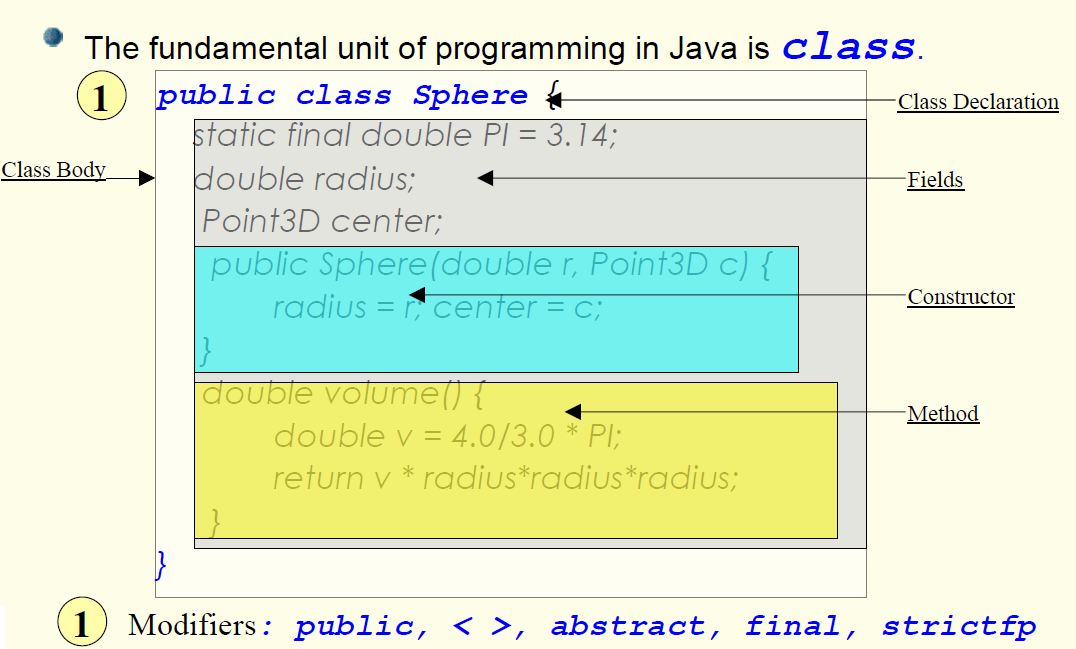 The fundamental unit of programming in Java is class.
1 public class Sphere {
Class Declaration
static final double PI = 3.14;
Class Body
double radius;
Fields
Point3D center;
public Sphere(double r, Point3D c) {
radius = r; center = c;
Constructor
}
double volume() {
Method
double v = 4.0/3.0 * PI;
return v * radius*radius*radius;
}
}
1 Modifiers: public, < >, abstract, final, strictfp